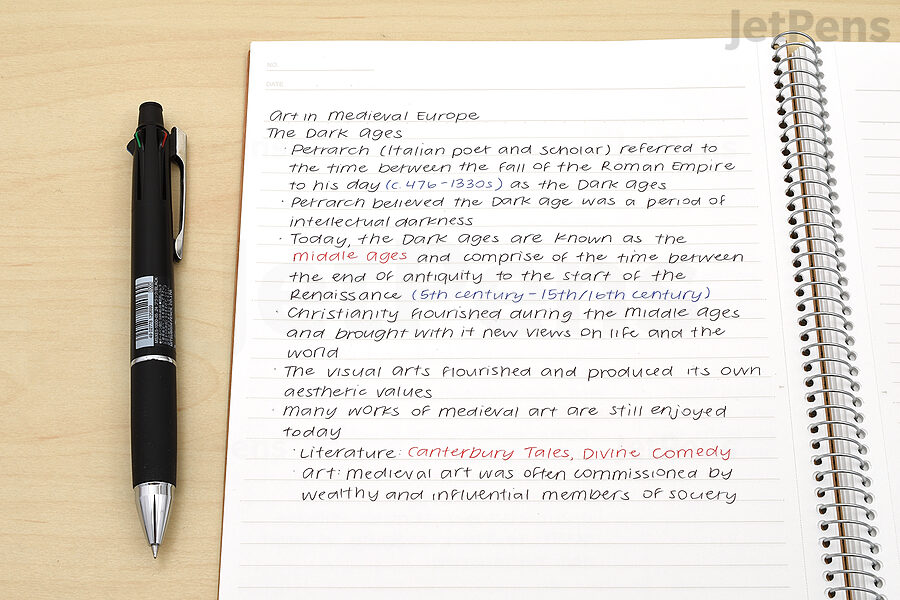 JetPens
NO.
DATE
Art in Medieval Europe
The Dark Ages
· Petrarch (Italian poet and scholar) referred to
the time between the fall of the Roman Empire
to his day (c. 476-1330s) as the Dark Ages
· Petrarch believed the Dark Age was a period of
intellectual darkness
· Today, the Dark Ages are known as the
middle ages and comprise of the time between
the end of antiquity to the start of the
Renaissance (5th century - 15th/16th century)
· Christianity flourished during the Middle Ages
and brought with it new views on life and the
world
· The visual arts flourished and produced its own
aesthetic values
· Many works of medieval art are still enjoyed
today
· Literature: Canterbury Tales, Divine Comedy
· Art: Medieval art was often commissioned by
wealthy and influential members of society